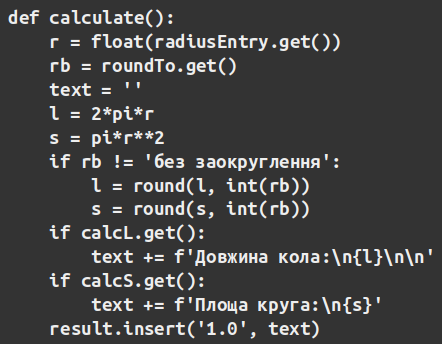 def calculate():
    r = float(radiusEntry.get())
    rb = roundTo.get()
    text = ''
    l = 2*pi*r
    s = pi*r**2
    if rb != 'без заокруглення':
        l = round(l, int(rb))
        s = round(s, int(rb))
    if calcL.get():
        text += f'Довжина кола:\n{l}\n\n'
    if calcS.get():
        text += f'Площа круга:\n{s}'
    result.insert('1.0', text)